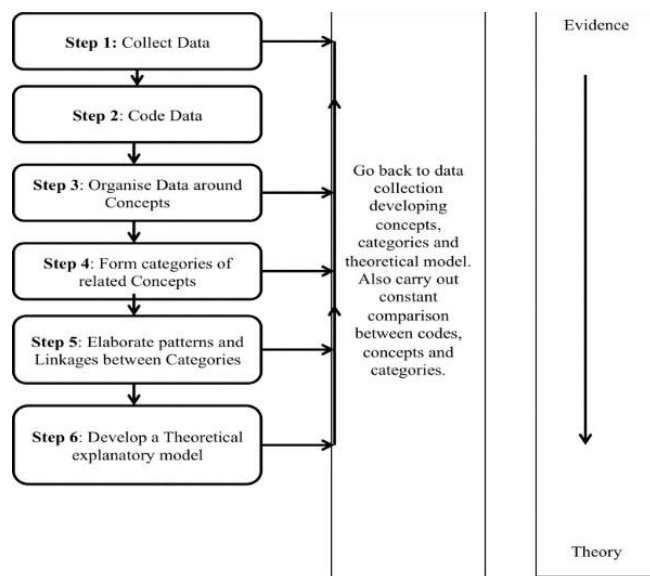 Step 1: Collect Data
Step 2: Code Data
Step 3: Organise Data around
Concepts
Step 4: Form categories of
related Concepts
Step 5: Elaborate patterns and
Linkages between Categories
Step 6: Develop a Theoretical
explanatory model
Go back to data
collection
developing
concepts,
categories and
theoretical model.
Also carry out
constant
comparison
between codes,
concepts and
categories.
Evidence
Theory